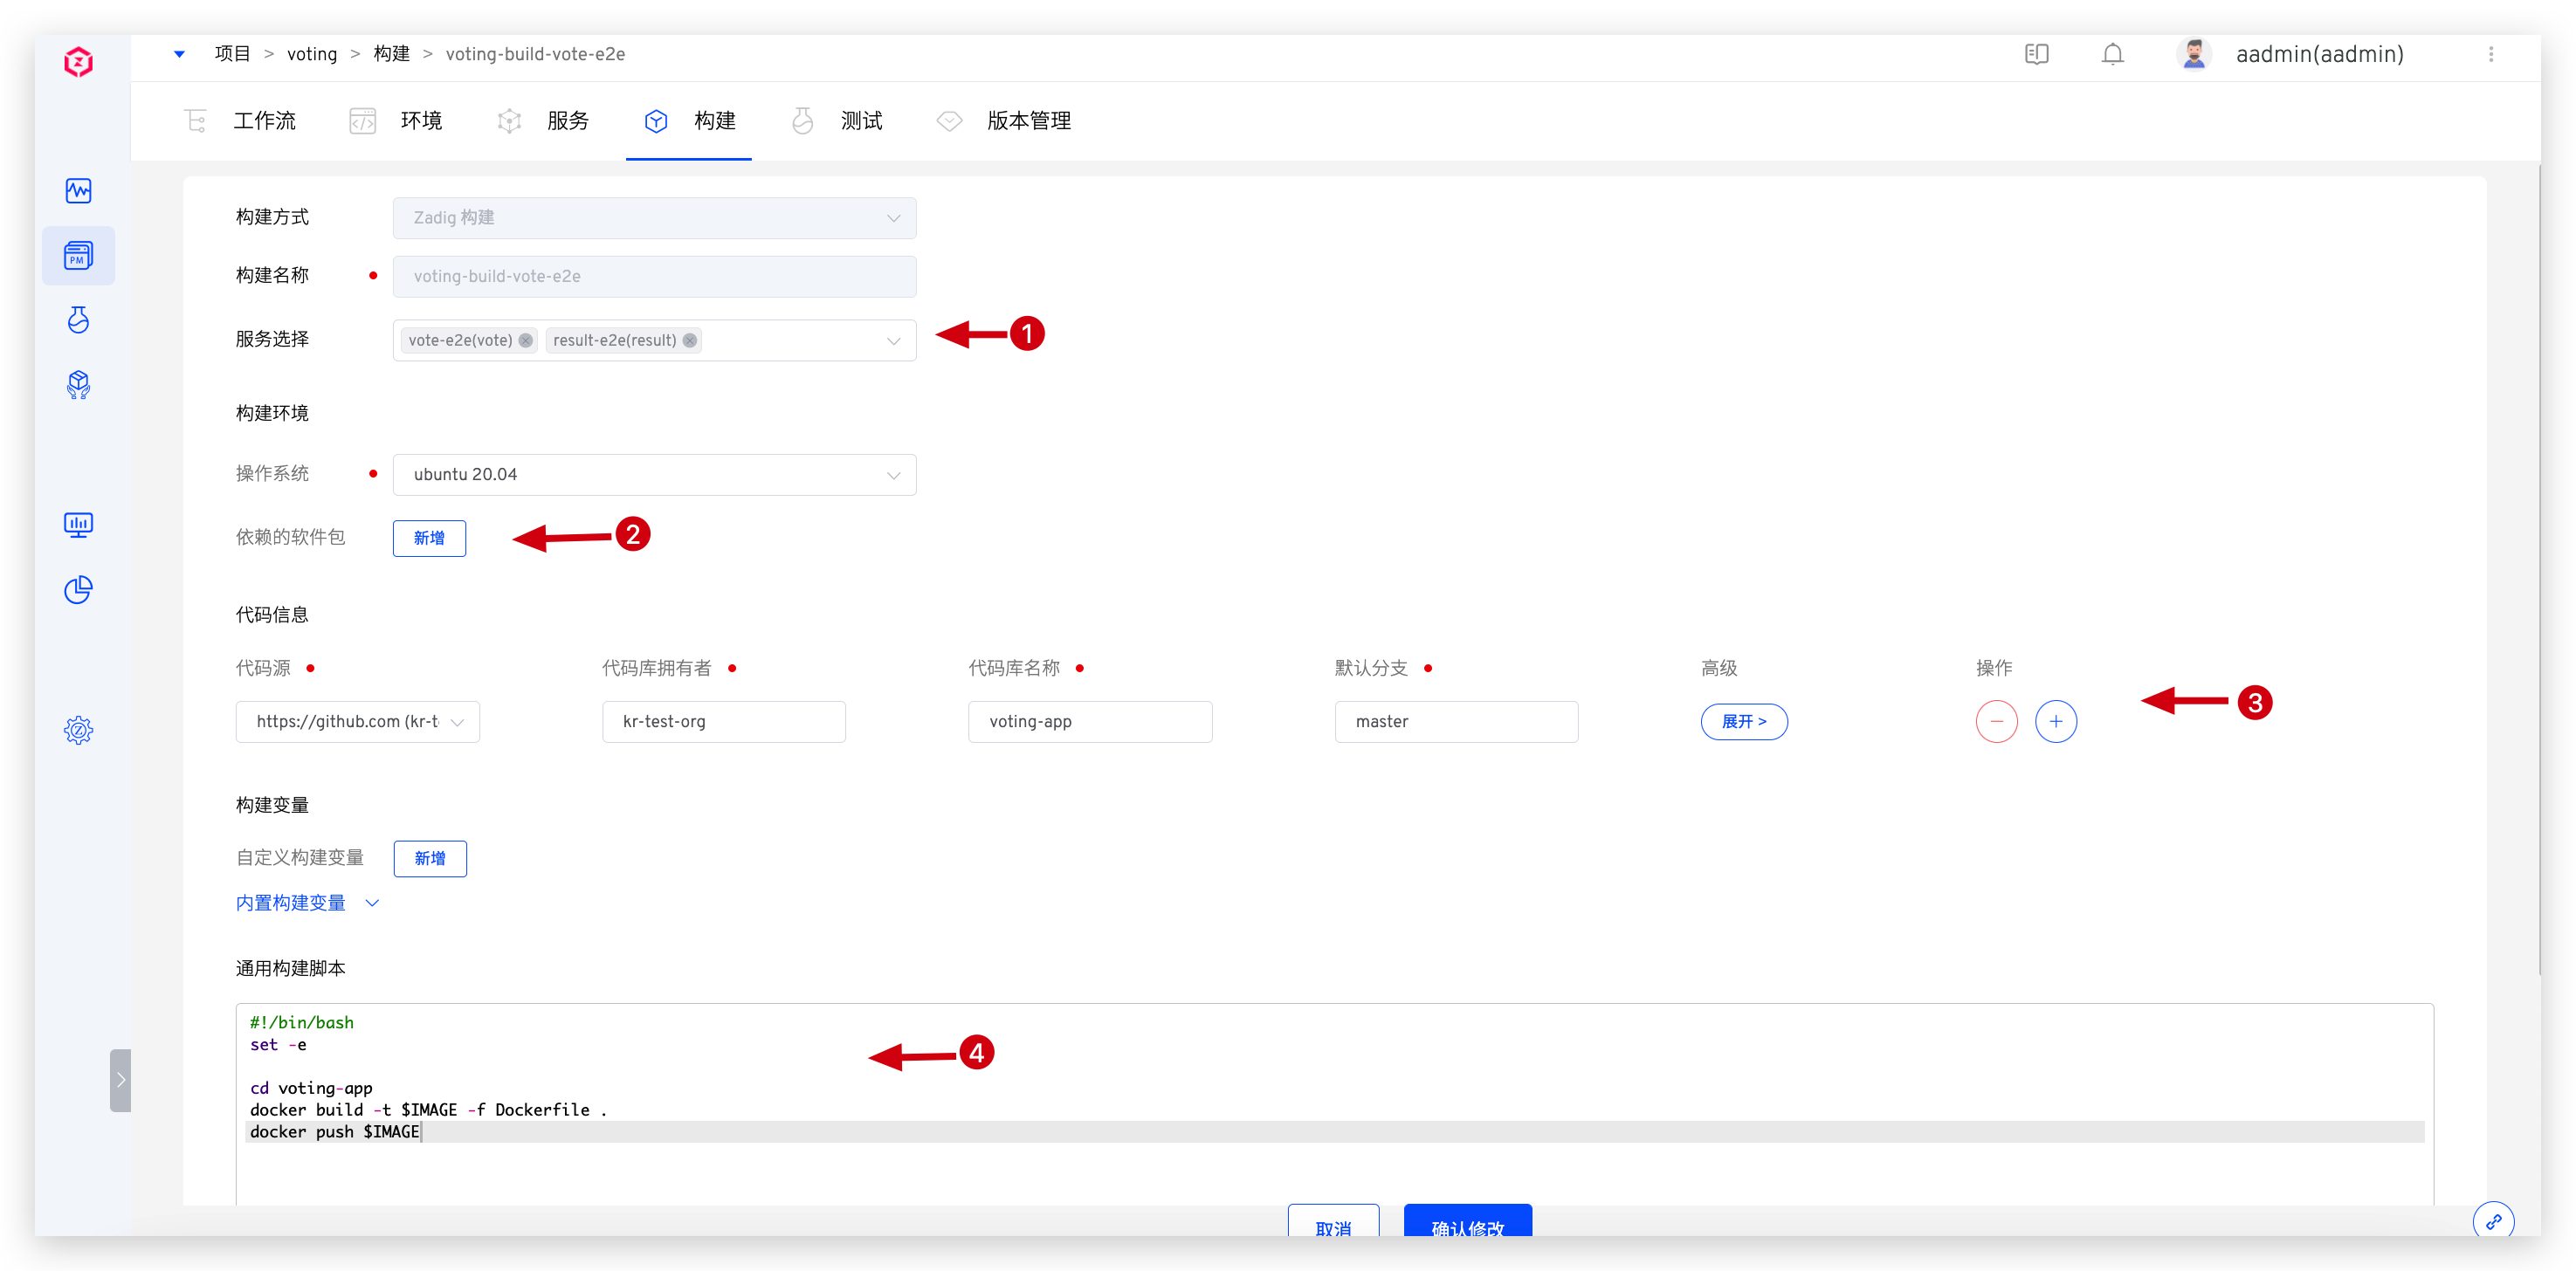 项目 > voting > 构建 > voting-build-vote-e2e
aadmin(aadmin)
工作流 环境 服务 构建 测试 版本管理
PM
构建方式 Zadig 构建
构建名称 voting-build-vote-e2e
服务选择 vote-e2e(vote) result-e2e(result)
1
构建环境
操作系统 ubuntu 20.04
依赖的软件包 新增
2
代码信息
代码源 代码库拥有者 代码库名称 默认分支 高级 操作
https://github.com (kr-t kr-test-org voting-app master 展开 >
3
构建变量
自定义构建变量 新增
内置构建变量
通用构建脚本
#!/bin/bash
set -e
4
cd voting-app
docker build -t $IMAGE -f Dockerfile .
docker push $IMAGE
取消 确认修改